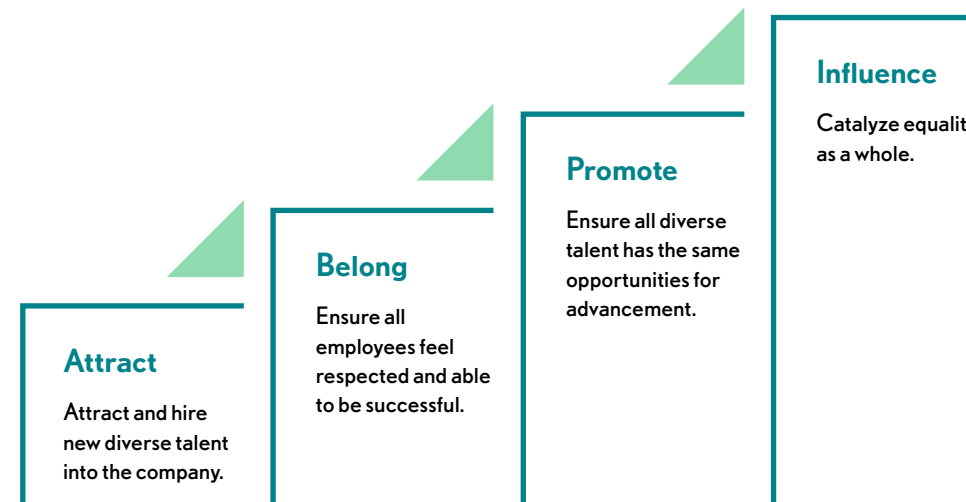 Attract
Attract and hire
new diverse talent
into the company.
Belong
Ensure all
employees feel
respected and able
to be successful.
Promote
Ensure all diverse
talent has the same
opportunities for
advancement.
Influence
Catalyze equalit
as a whole.